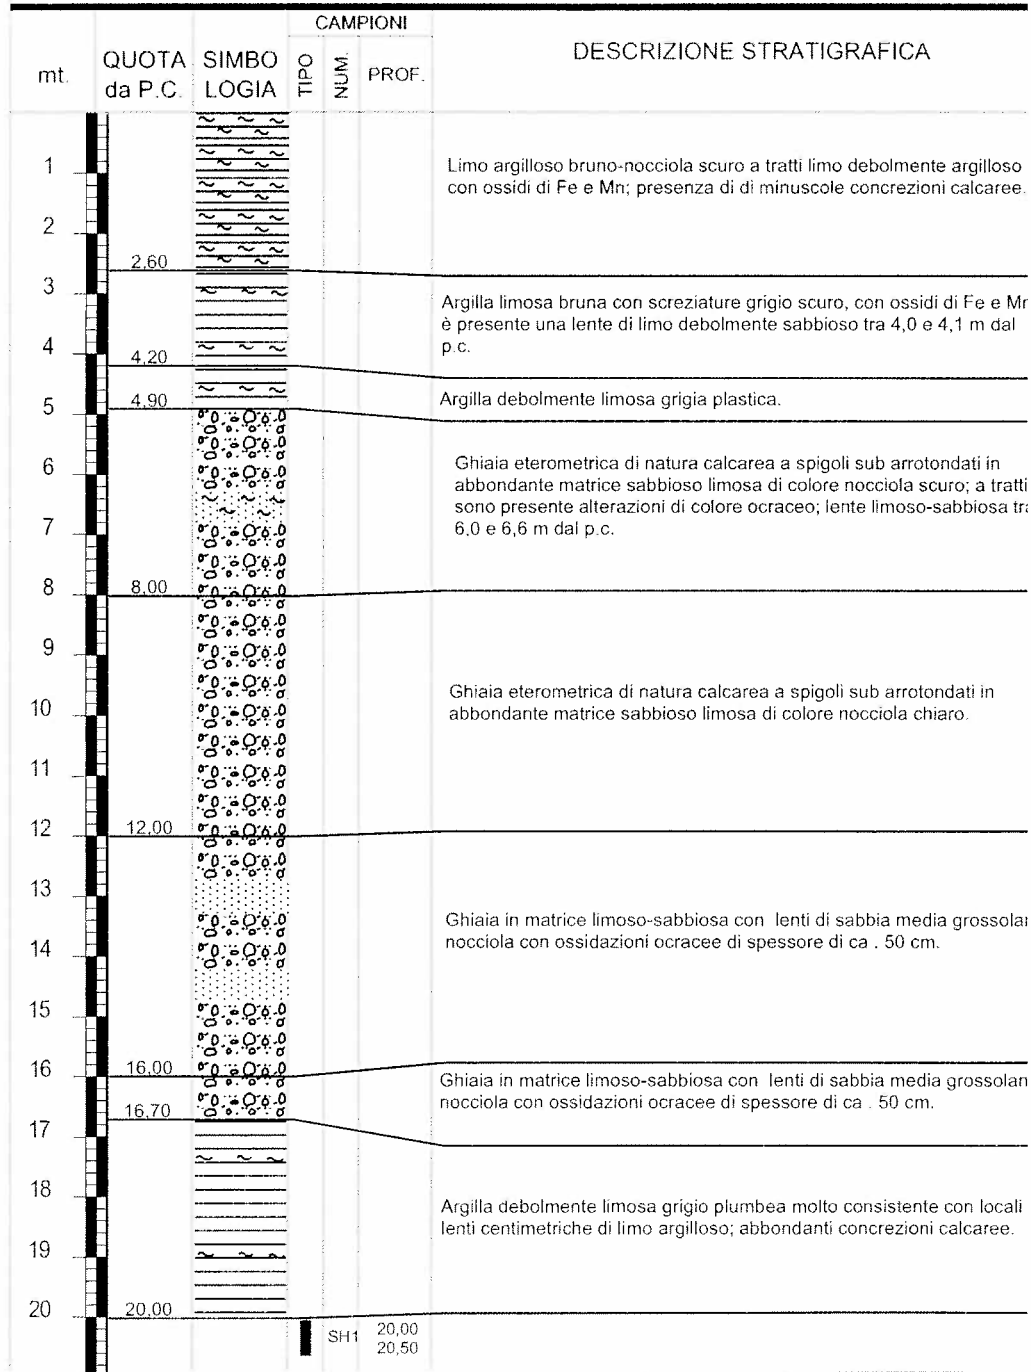 CAMPIONI
mt. QUOTA da P.C. SIMBO LOGIA TIPO NUM. PROF. DESCRIZIONE STRATIGRAFICA
1
Limo argilloso bruno-nocciola scuro a tratti limo debolmente argilloso
con ossidi di Fe e Mn; presenza di di minuscole concrezioni calcaree.
2
2,60
3
Argilla limosa bruna con screziature grigio scuro, con ossidi di Fe e Mn
è presente una lente di limo debolmente sabbioso tra 4,0 e 4,1 m dal
p.c.
4
4,20
Argilla debolmente limosa grigia plastica.
5
4,90
Ghiaia eterometrica di natura calcarea a spigoli sub arrotondati in
abbondante matrice sabbioso limosa di colore nocciola scuro; a tratti
sono presente alterazioni di colore ocraceo; lente limoso-sabbiosa tra
6,0 e 6,6 m dal p.c.
6
7
8
8,00
9
10
Ghiaia eterometrica di natura calcarea a spigoli sub arrotondati in
abbondante matrice sabbioso limosa di colore nocciola chiaro.
11
12
12,00
13
Ghiaia in matrice limoso-sabbiosa con lenti di sabbia media grossolan
nocciola con ossidazioni ocracee di spessore di ca . 50 cm.
14
15
16
16,00
Ghiaia in matrice limoso-sabbiosa con lenti di sabbia media grossolan
nocciola con ossidazioni ocracee di spessore di ca . 50 cm.
16,70
17
18
Argilla debolmente limosa grigio plumbea molto consistente con locali
lenti centimetriche di limo argilloso; abbondanti concrezioni calcaree.
19
20
20,00
SH1 20,00
20,50